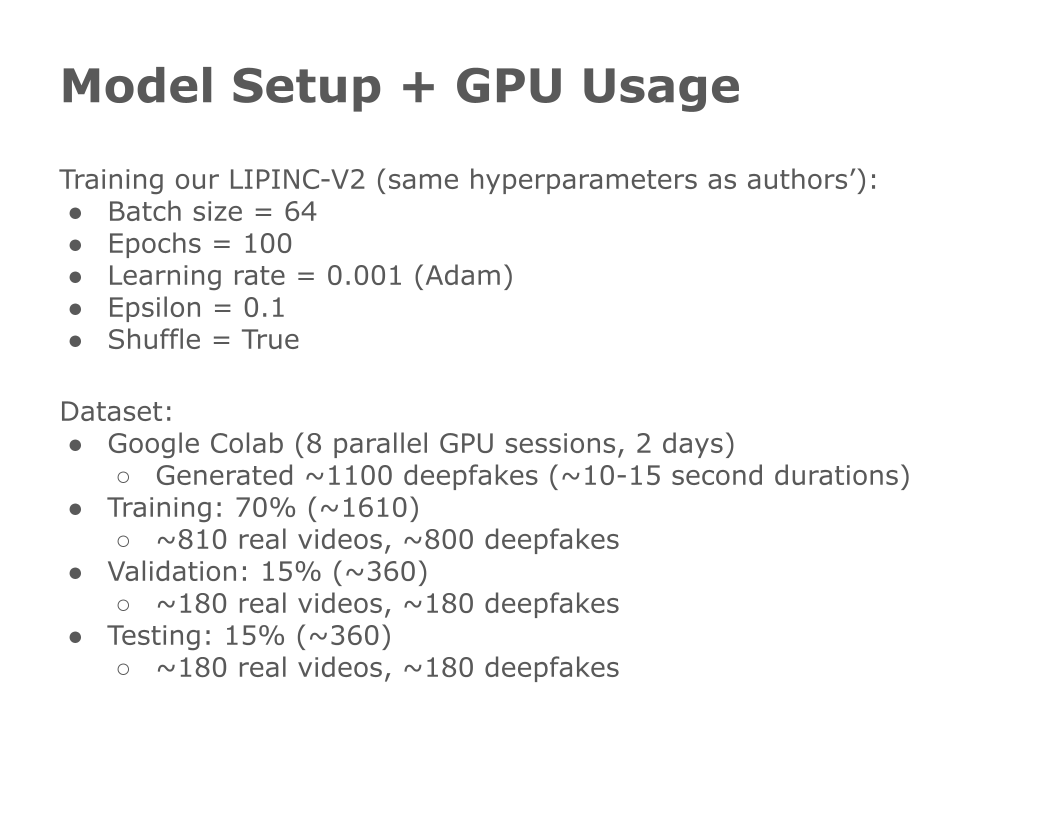 Model Setup + GPU Usage
Training our LIPINC-V2 (same hyperparameters as authors’):
● Batch size = 64
● Epochs = 100
● Learning rate = 0.001 (Adam)
● Epsilon = 0.1
● Shuffle = True
Dataset:
● Google Colab (8 parallel GPU sessions, 2 days)
○ Generated ~1100 deepfakes (~10-15 second durations)
● Training: 70% (~1610)
○ ~810 real videos, ~800 deepfakes
● Validation: 15% (~360)
○ ~180 real videos, ~180 deepfakes
● Testing: 15% (~360)
○ ~180 real videos, ~180 deepfakes